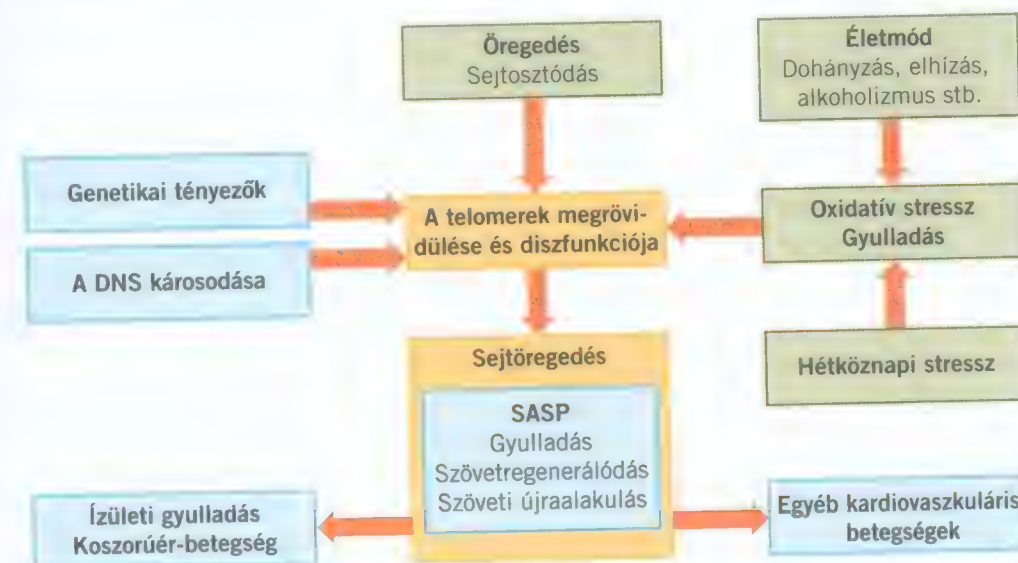 Öregedés
Sejtosztódás
Életmód
Dohányzás, elhízás,
alkoholizmus stb.
Genetikai tényezők
A DNS károsodása
A telomerek megrövi-
dülése és diszfunkciója
Oxidatív stressz
Gyulladás
Hétköznapi stressz
Sejtöregedés
SASP
Gyulladás
Szövetregenerálódás
Szöveti újraalakulás
Ízületi gyulladás
Koszorúér-betegség
Egyéb kardiovaszkuláris
betegségek